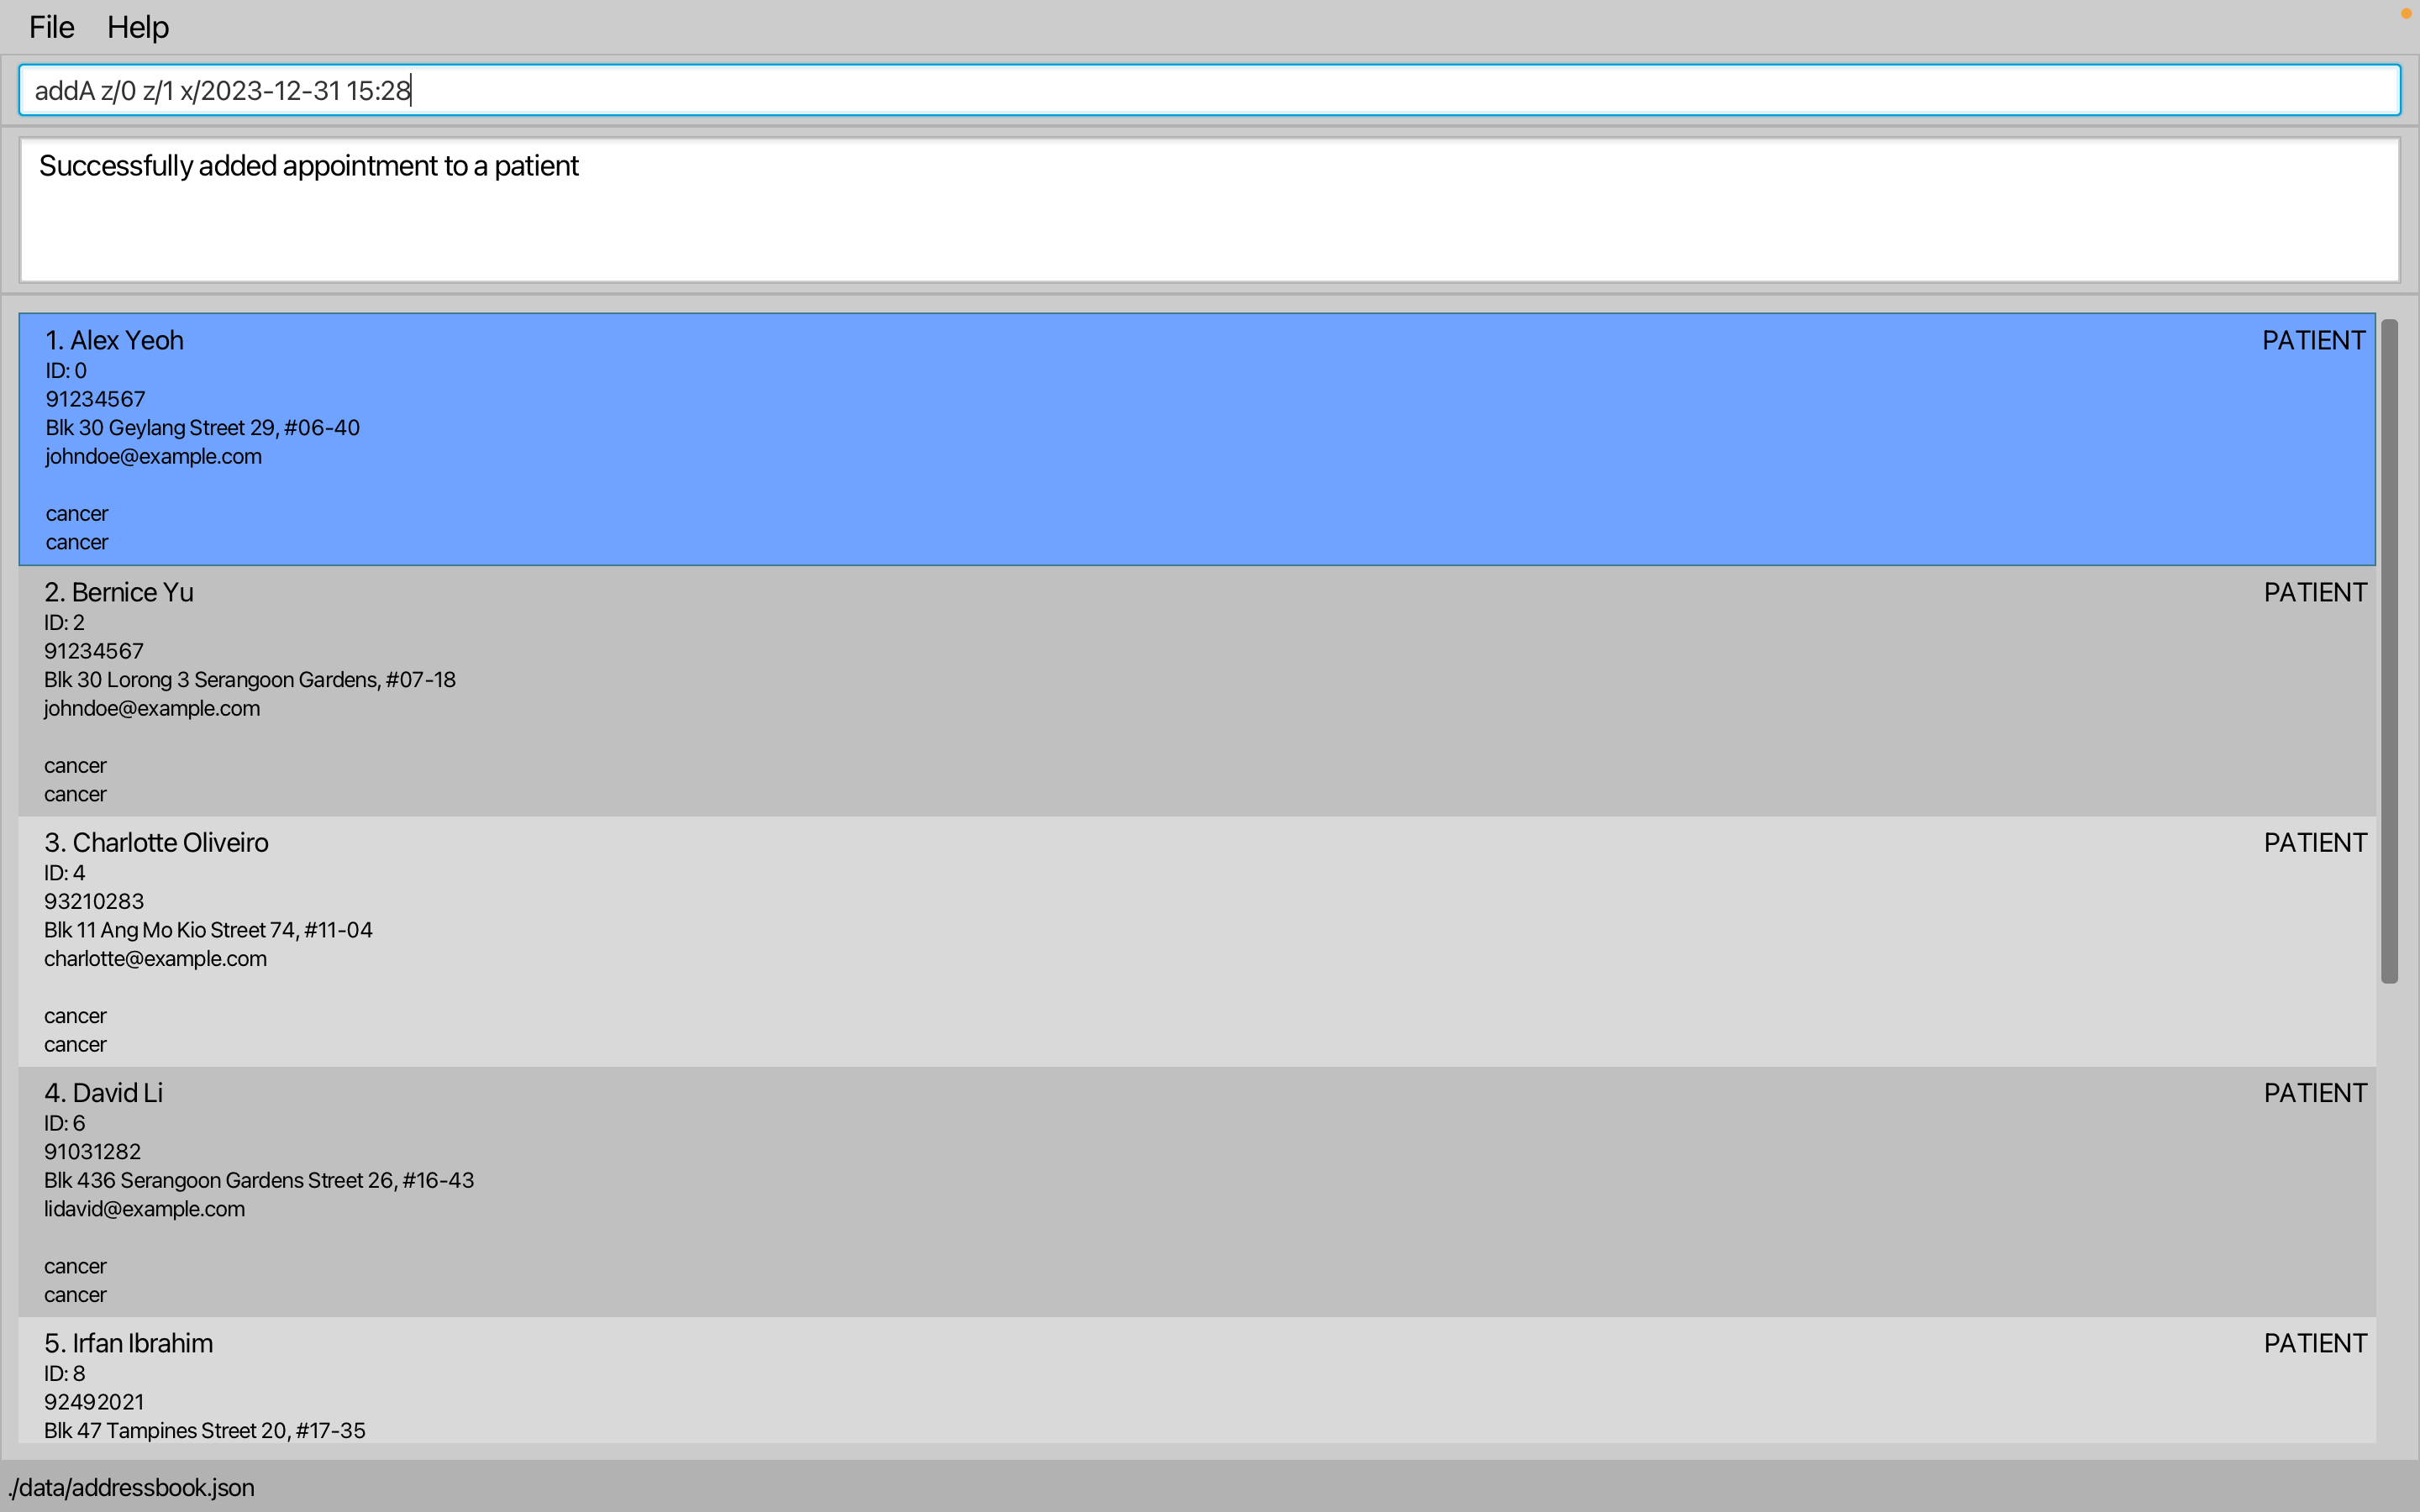 File Help
addA z/0 z/1 x/2023-12-31 15:28
Successfully added appointment to a patient
1. Alex Yeoh PATIENT
ID: 0
91234567
Blk 30 Geylang Street 29, #06-40
johndoe@example.com
cancer
cancer
2. Bernice Yu PATIENT
ID: 2
91234567
Blk 30 Lorong 3 Serangoon Gardens, #07-18
johndoe@example.com
cancer
cancer
3. Charlotte Oliveiro PATIENT
ID: 4
93210283
Blk 11 Ang Mo Kio Street 74, #11-04
charlotte@example.com
cancer
cancer
4. David Li PATIENT
ID: 6
91031282
Blk 436 Serangoon Gardens Street 26, #16-43
lidavid@example.com
cancer
cancer
5. Irfan Ibrahim PATIENT
ID: 8
92492021
Blk 47 Tampines Street 20, #17-35
./data/addressbook.json